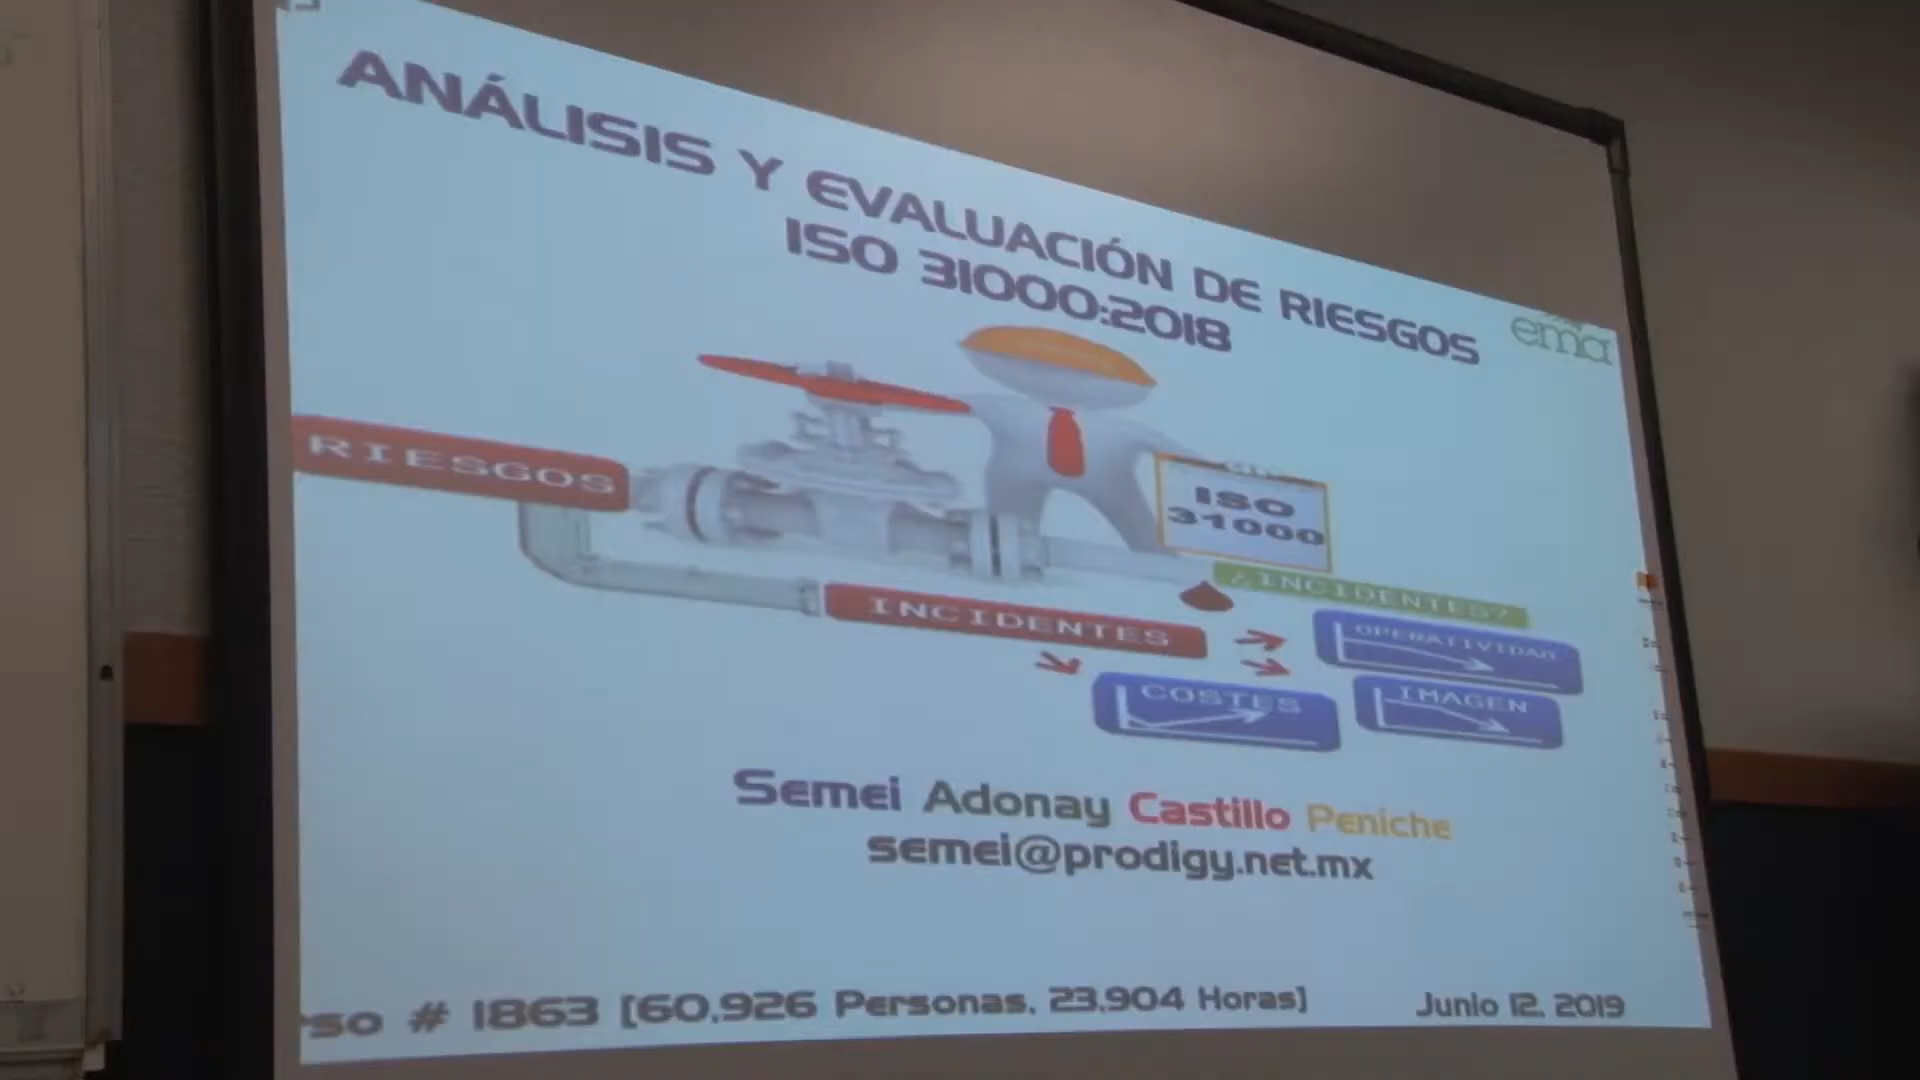 ANÁLISIS Y EVALUACIÓN DE RIESGOS
ISO 31000:2018
ema
RIESGOS
ISO
31000
¿INCIDENTES?
INCIDENTES
OPERATIVIDAD
COSTES
IMAGEN
Semei Adonay Castillo Peniche
semei@prodigy.net.mx
so # 1863 [60,926 Personas, 23,904 Horas]
Junio 12, 2019